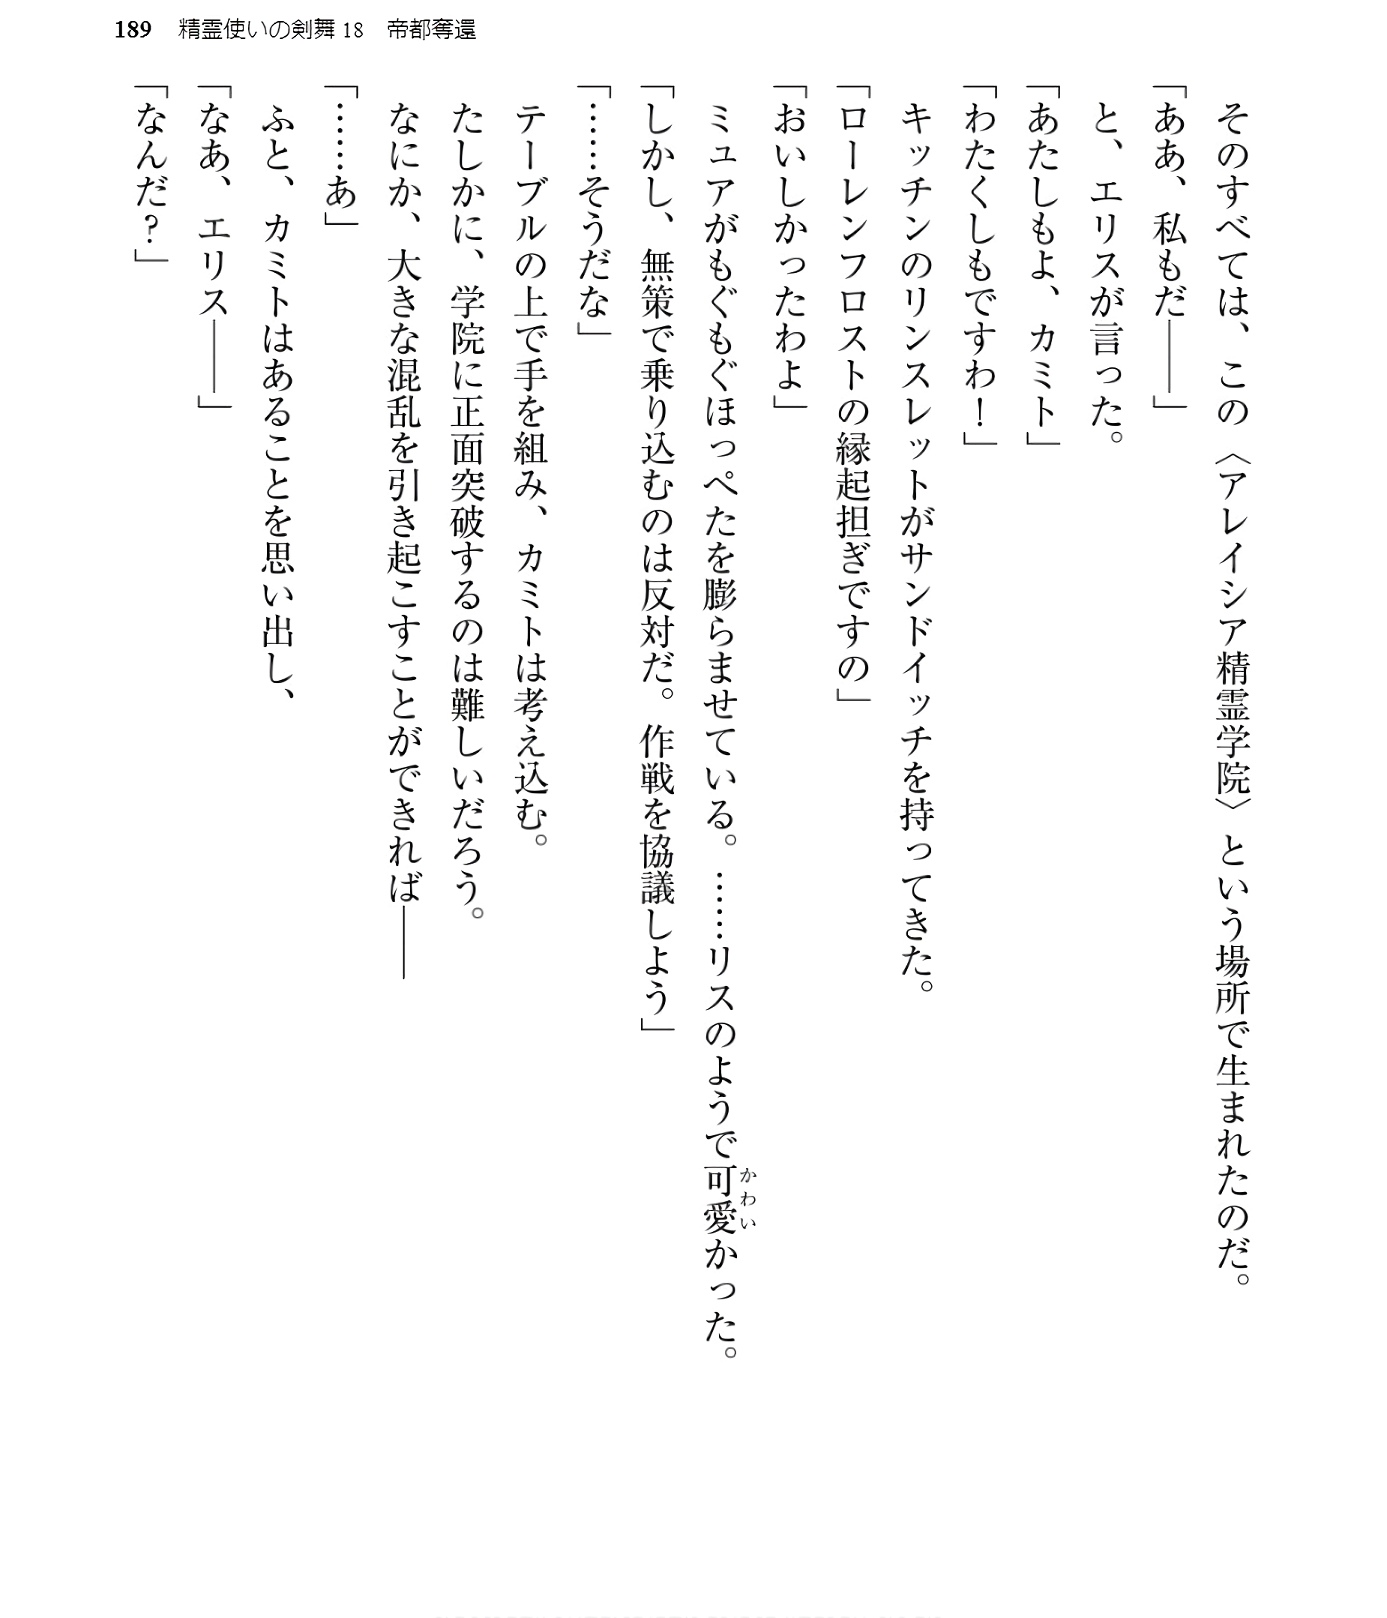 189 精霊使いの剣舞18 帝都奪還
そのすべては、この〈アレイシア精霊学院〉という場所で生まれたのだ。
「ああ、私もだ――」
と、エリスが言った。
「あたしもよ、カミト」
「わたくしもですわ！」
キッチンのリンスレットがサンドイッチを持ってきた。
「ローレンフロストの縁起担ぎですの」
「おいしかったわよ」
ミュアがもぐもぐほっぺたを膨らませている。……リスのようで可愛かった。
かわい
「しかし、無策で乗り込むのは反対だ。作戦を協議しよう」
「……そうだな」
テーブルの上で手を組み、カミトは考え込む。
たしかに、学院に正面突破するのは難しいだろう。
なにか、大きな混乱を引き起こすことができれば――
「……あ」
ふと、カミトはあることを思い出し、
「なあ、エリス――」
「なんだ？」